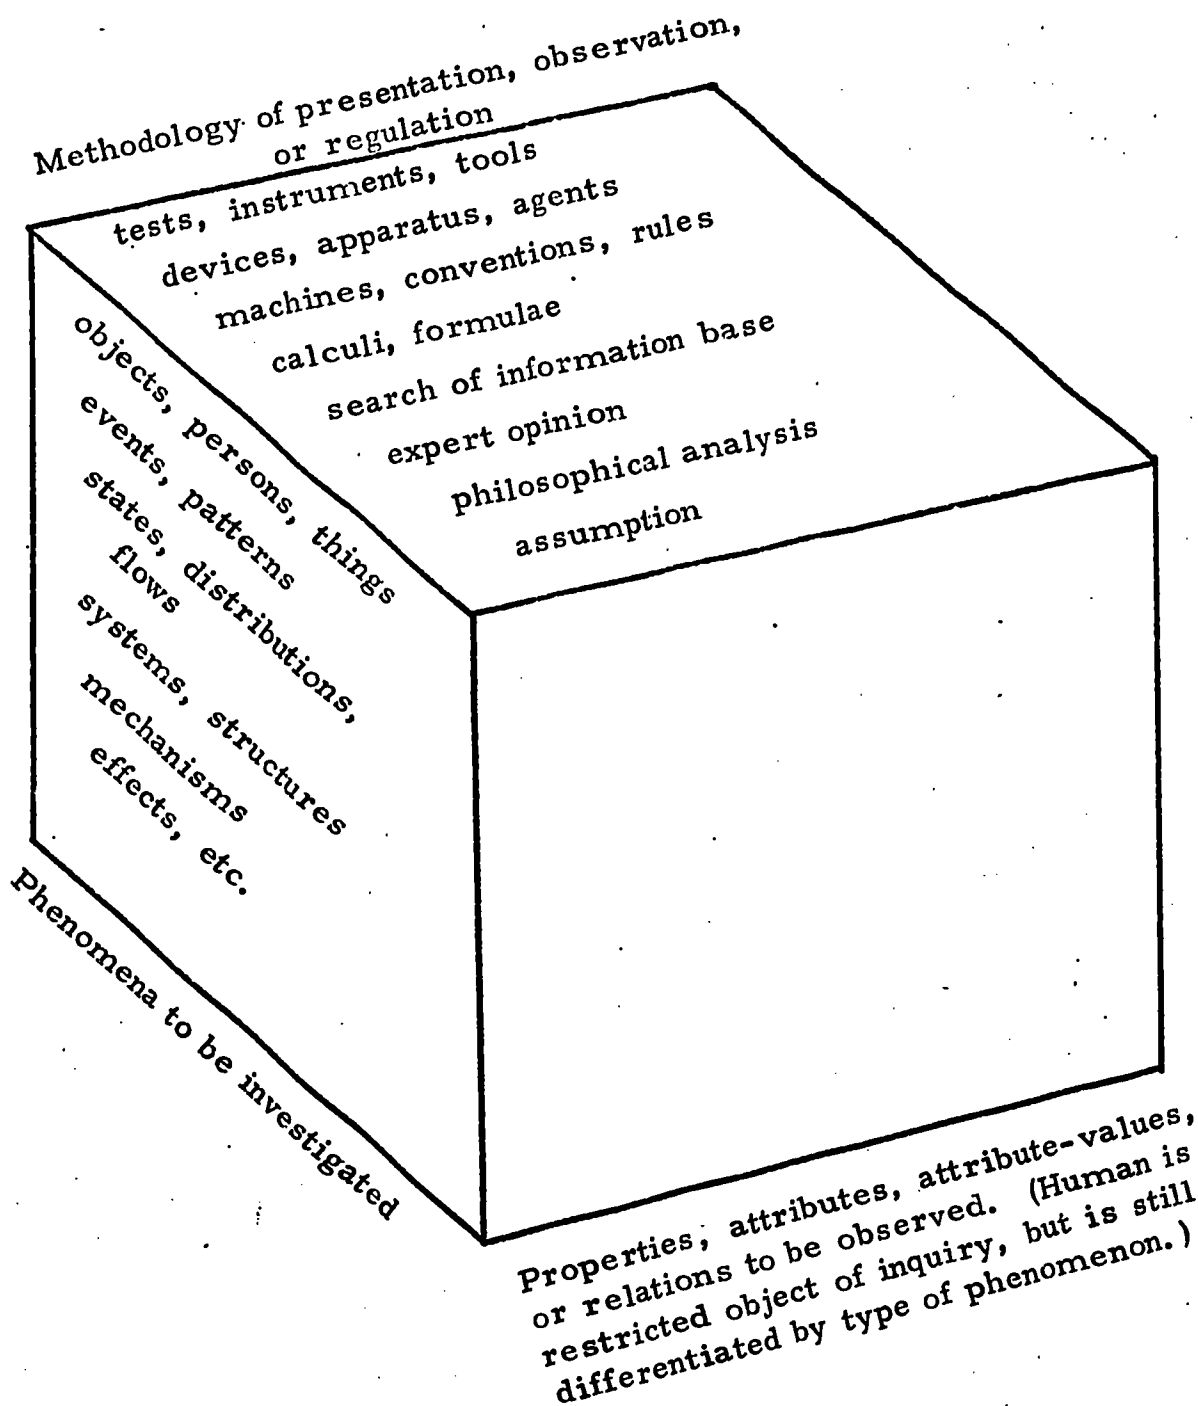 Methodology of presentation, observation,
or regulation
tests, instruments, tools
devices, apparatus, agents
machines, conventions, rules
calculi, formulae
search of information base
expert opinion
philosophical analysis
assumption
objects, persons, things
events, patterns
states, distributions,
flows
systems, structures
mechanisms
effects, etc.
Phenomena to be investigated
Properties, attributes, attribute-values,
or relations to be observed. (Human is
restricted object of inquiry, but is still
differentiated by type of phenomenon.)